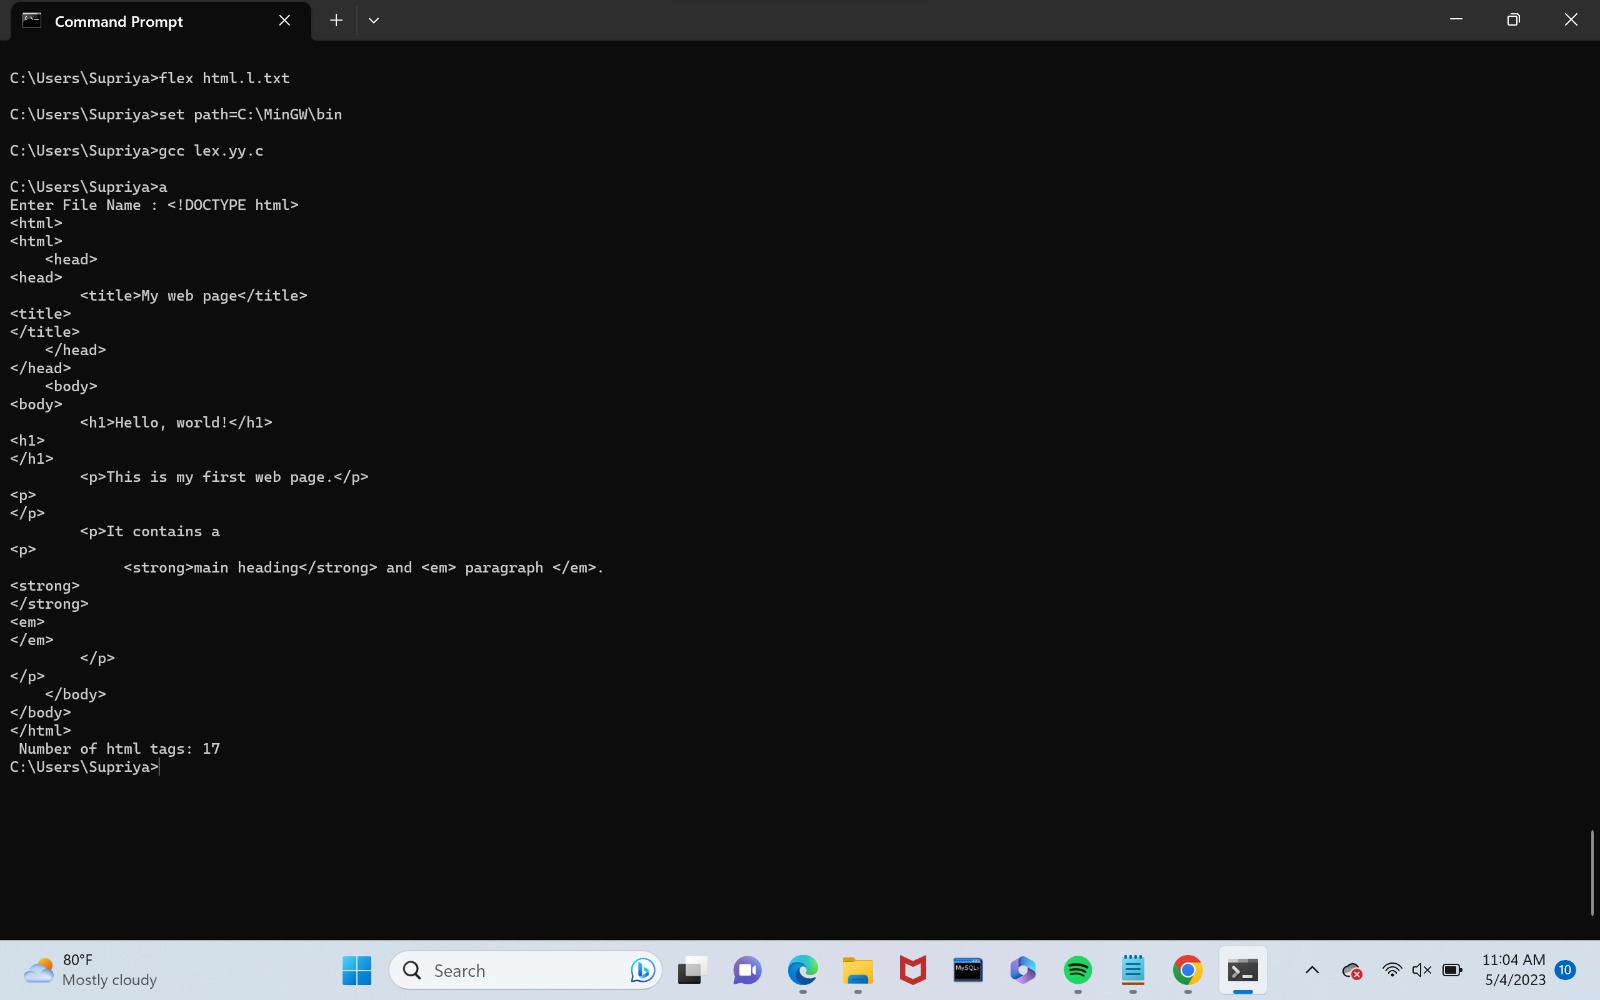 Command Prompt
C:\Users\Supriya>flex html.l.txt
C:\Users\Supriya>set path=C:\MinGW\bin
C:\Users\Supriya>gcc lex.yy.c
C:\Users\Supriya>a
Enter File Name : <!DOCTYPE html>
<html>
<html>
    <head>
<head>
        <title>My web page</title>
<title>
</title>
    </head>
</head>
    <body>
<body>
        <h1>Hello, world!</h1>
<h1>
</h1>
        <p>This is my first web page.</p>
<p>
</p>
        <p>It contains a
<p>
             <strong>main heading</strong> and <em> paragraph </em>.
<strong>
</strong>
<em>
</em>
        </p>
</p>
    </body>
</body>
</html>
 Number of html tags: 17
C:\Users\Supriya>
80°F
Mostly cloudy
Search
MySQL>
11:04 AM
5/4/2023
10